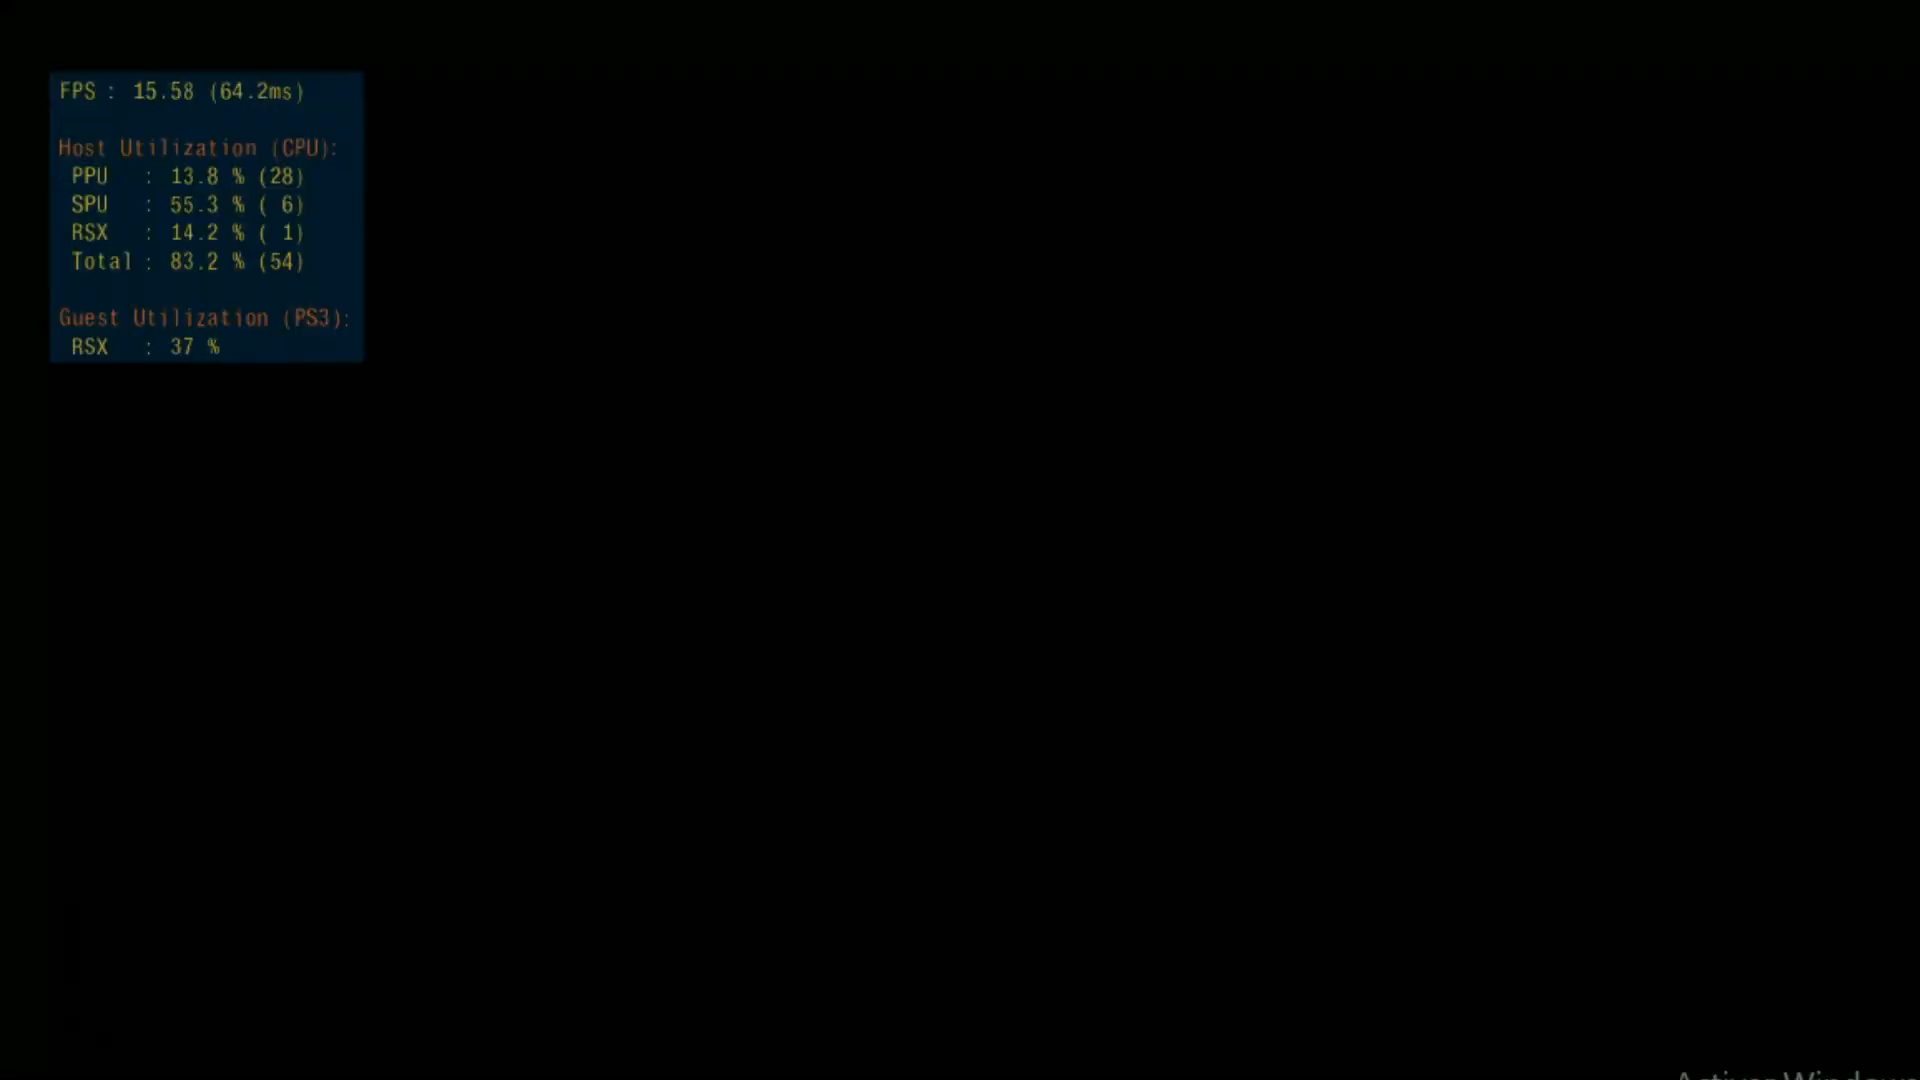 FPS : 15.58 (64.2ms)
Host Utilization (CPU):
PPU : 13.8 % (28)
SPU : 55.3 % ( 6)
RSX : 14.2 % ( 1)
Total : 83.2 % (54)
Guest Utilization (PS3):
RSX : 37 %